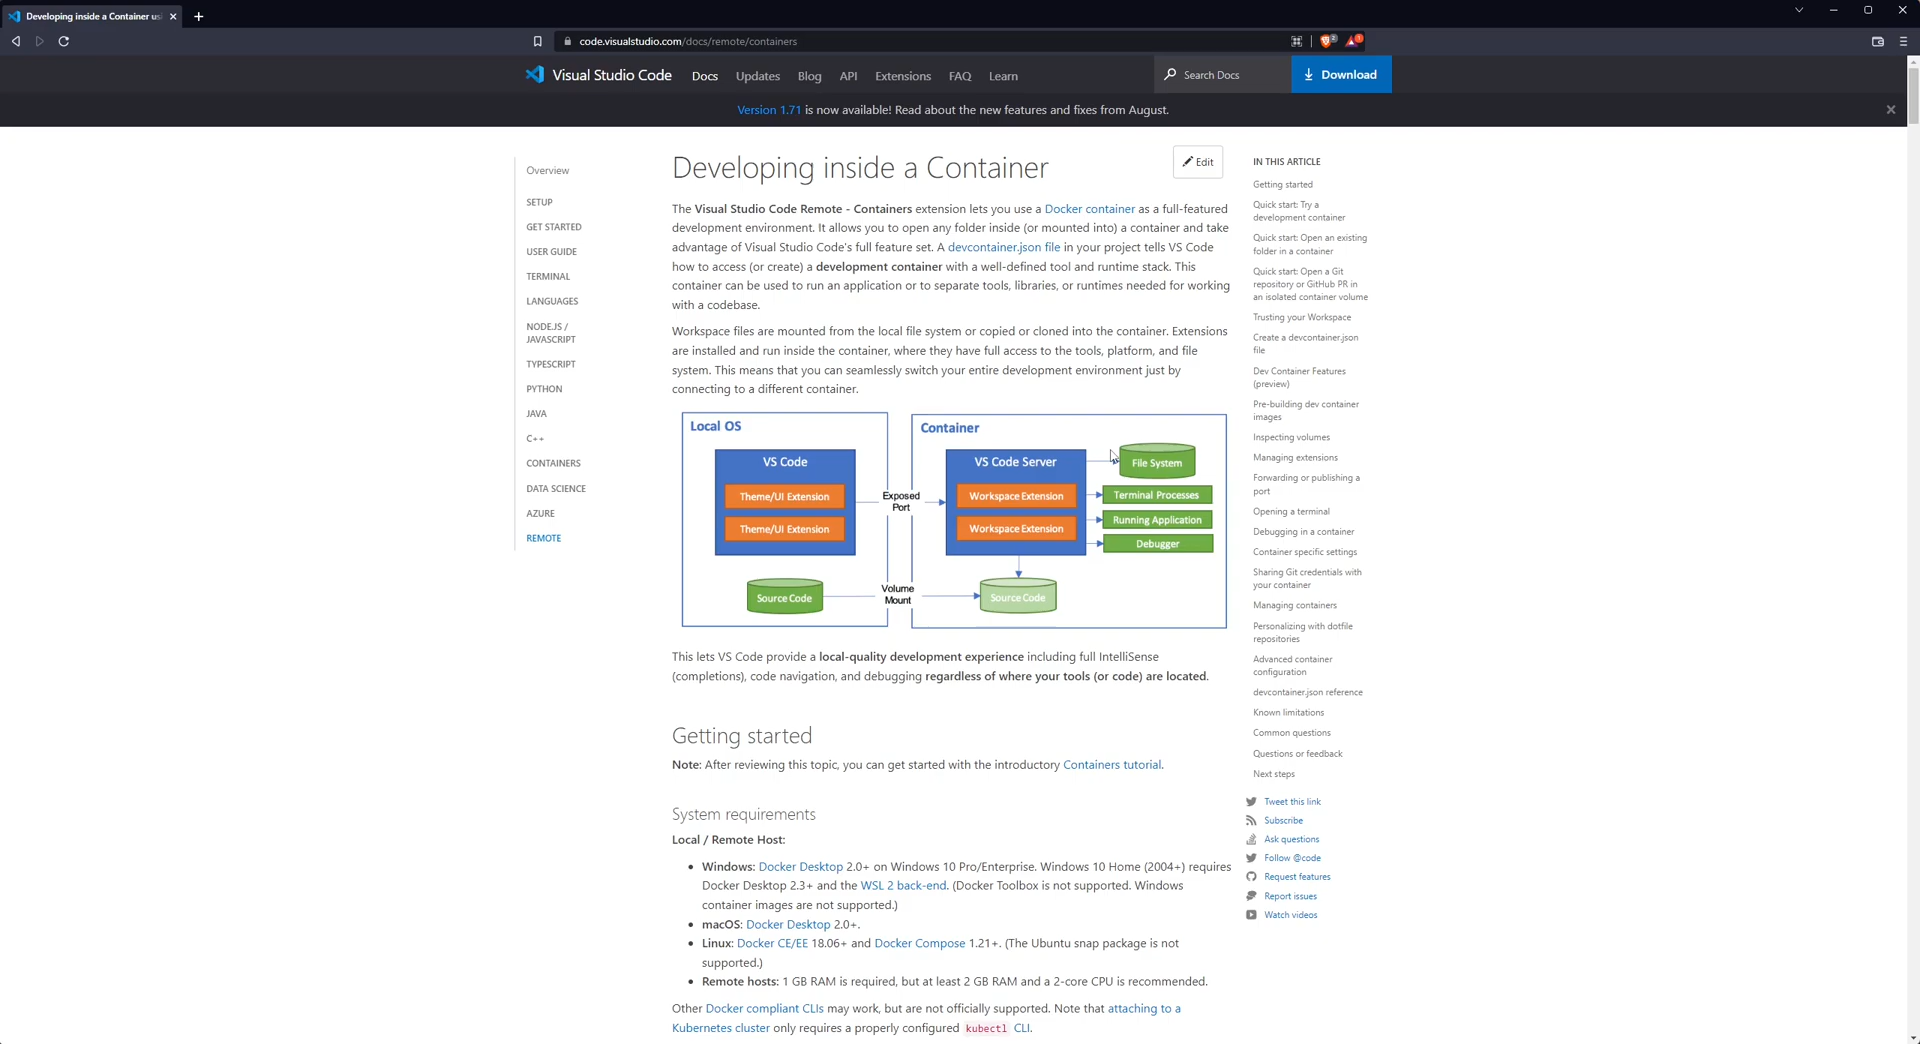 Developing inside a Container usi
code.visualstudio.com/docs/remote/containers
2
1
Visual Studio Code
Docs
Updates
Blog
API
Extensions
FAQ
Learn
Search Docs
Download
Version 1.71 is now available! Read about the new features and fixes from August.
Overview
SETUP
GET STARTED
USER GUIDE
TERMINAL
LANGUAGES
NODE.JS /
JAVASCRIPT
TYPESCRIPT
PYTHON
JAVA
C++
CONTAINERS
DATA SCIENCE
AZURE
REMOTE
Developing inside a Container
Edit
The Visual Studio Code Remote - Containers extension lets you use a Docker container as a full-featured
development environment. It allows you to open any folder inside (or mounted into) a container and take
advantage of Visual Studio Code's full feature set. A devcontainer.json file in your project tells VS Code
how to access (or create) a development container with a well-defined tool and runtime stack. This
container can be used to run an application or to separate tools, libraries, or runtimes needed for working
with a codebase.
Workspace files are mounted from the local file system or copied or cloned into the container. Extensions
are installed and run inside the container, where they have full access to the tools, platform, and file
system. This means that you can seamlessly switch your entire development environment just by
connecting to a different container.
Local OS
VS Code
Theme/UI Extension
Theme/UI Extension
Source Code
Exposed
Port
Volume
Mount
Container
VS Code Server
Workspace Extension
Workspace Extension
Source Code
File System
Terminal Processes
Running Application
Debugger
This lets VS Code provide a local-quality development experience including full IntelliSense
(completions), code navigation, and debugging regardless of where your tools (or code) are located.
Getting started
Note: After reviewing this topic, you can get started with the introductory Containers tutorial.
System requirements
Local / Remote Host:
• Windows: Docker Desktop 2.0+ on Windows 10 Pro/Enterprise. Windows 10 Home (2004+) requires
Docker Desktop 2.3+ and the WSL 2 back-end. (Docker Toolbox is not supported. Windows
container images are not supported.)
• macOS: Docker Desktop 2.0+.
• Linux: Docker CE/EE 18.06+ and Docker Compose 1.21+. (The Ubuntu snap package is not
supported.)
• Remote hosts: 1 GB RAM is required, but at least 2 GB RAM and a 2-core CPU is recommended.
Other Docker compliant CLIs may work, but are not officially supported. Note that attaching to a
Kubernetes cluster only requires a properly configured kubectl CLI.
IN THIS ARTICLE
Getting started
Quick start: Try a
development container
Quick start: Open an existing
folder in a container
Quick start: Open a Git
repository or GitHub PR in
an isolated container volume
Trusting your Workspace
Create a devcontainer.json
file
Dev Container Features
(preview)
Pre-building dev container
images
Inspecting volumes
Managing extensions
Forwarding or publishing a
port
Opening a terminal
Debugging in a container
Container specific settings
Sharing Git credentials with
your container
Managing containers
Personalizing with dotfile
repositories
Advanced container
configuration
devcontainer.json reference
Known limitations
Common questions
Questions or feedback
Next steps
Tweet this link
Subscribe
Ask questions
Follow @code
Request features
Report issues
Watch videos